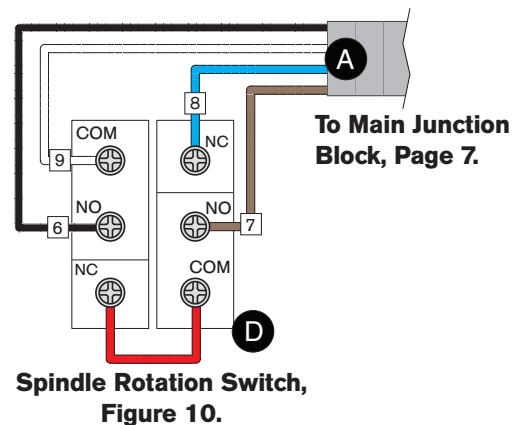 A
8
To Main Junction
Block, Page 7.
COM
NC
9
NO
NO
6
7
NC
COM
D
Spindle Rotation Switch,
Figure 10.